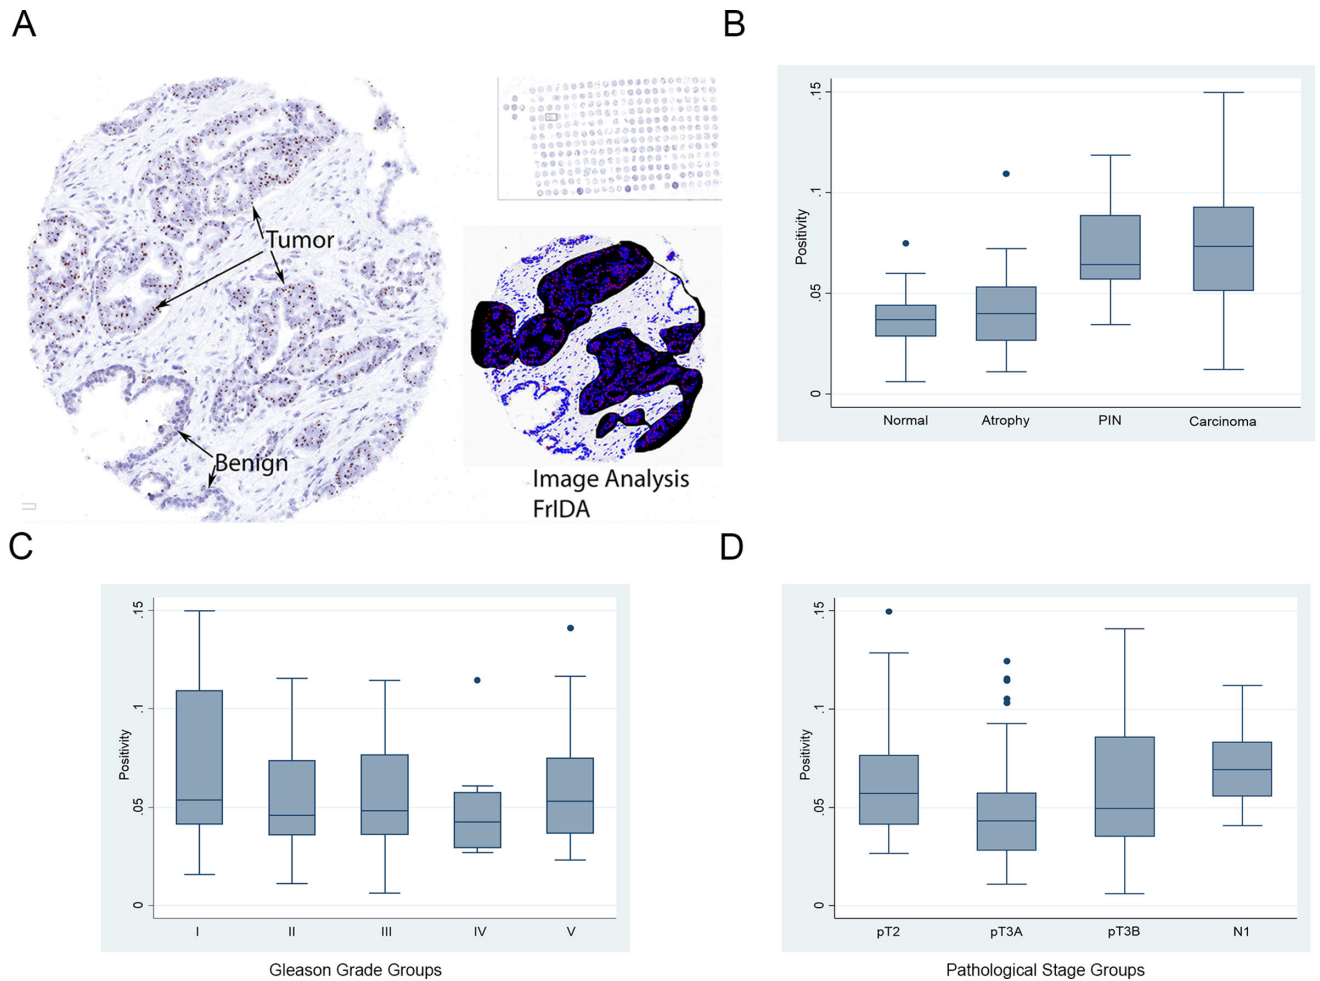 A
Tumor
Benign
Image Analysis
FrIDA
B
Positivity
.15
.1
.05
0
Normal Atrophy PIN Carcinoma
C
Positivity
.15
.1
.05
0
I II III IV V
Gleason Grade Groups
D
Positivity
.15
.1
.05
0
pT2 pT3A pT3B N1
Pathological Stage Groups